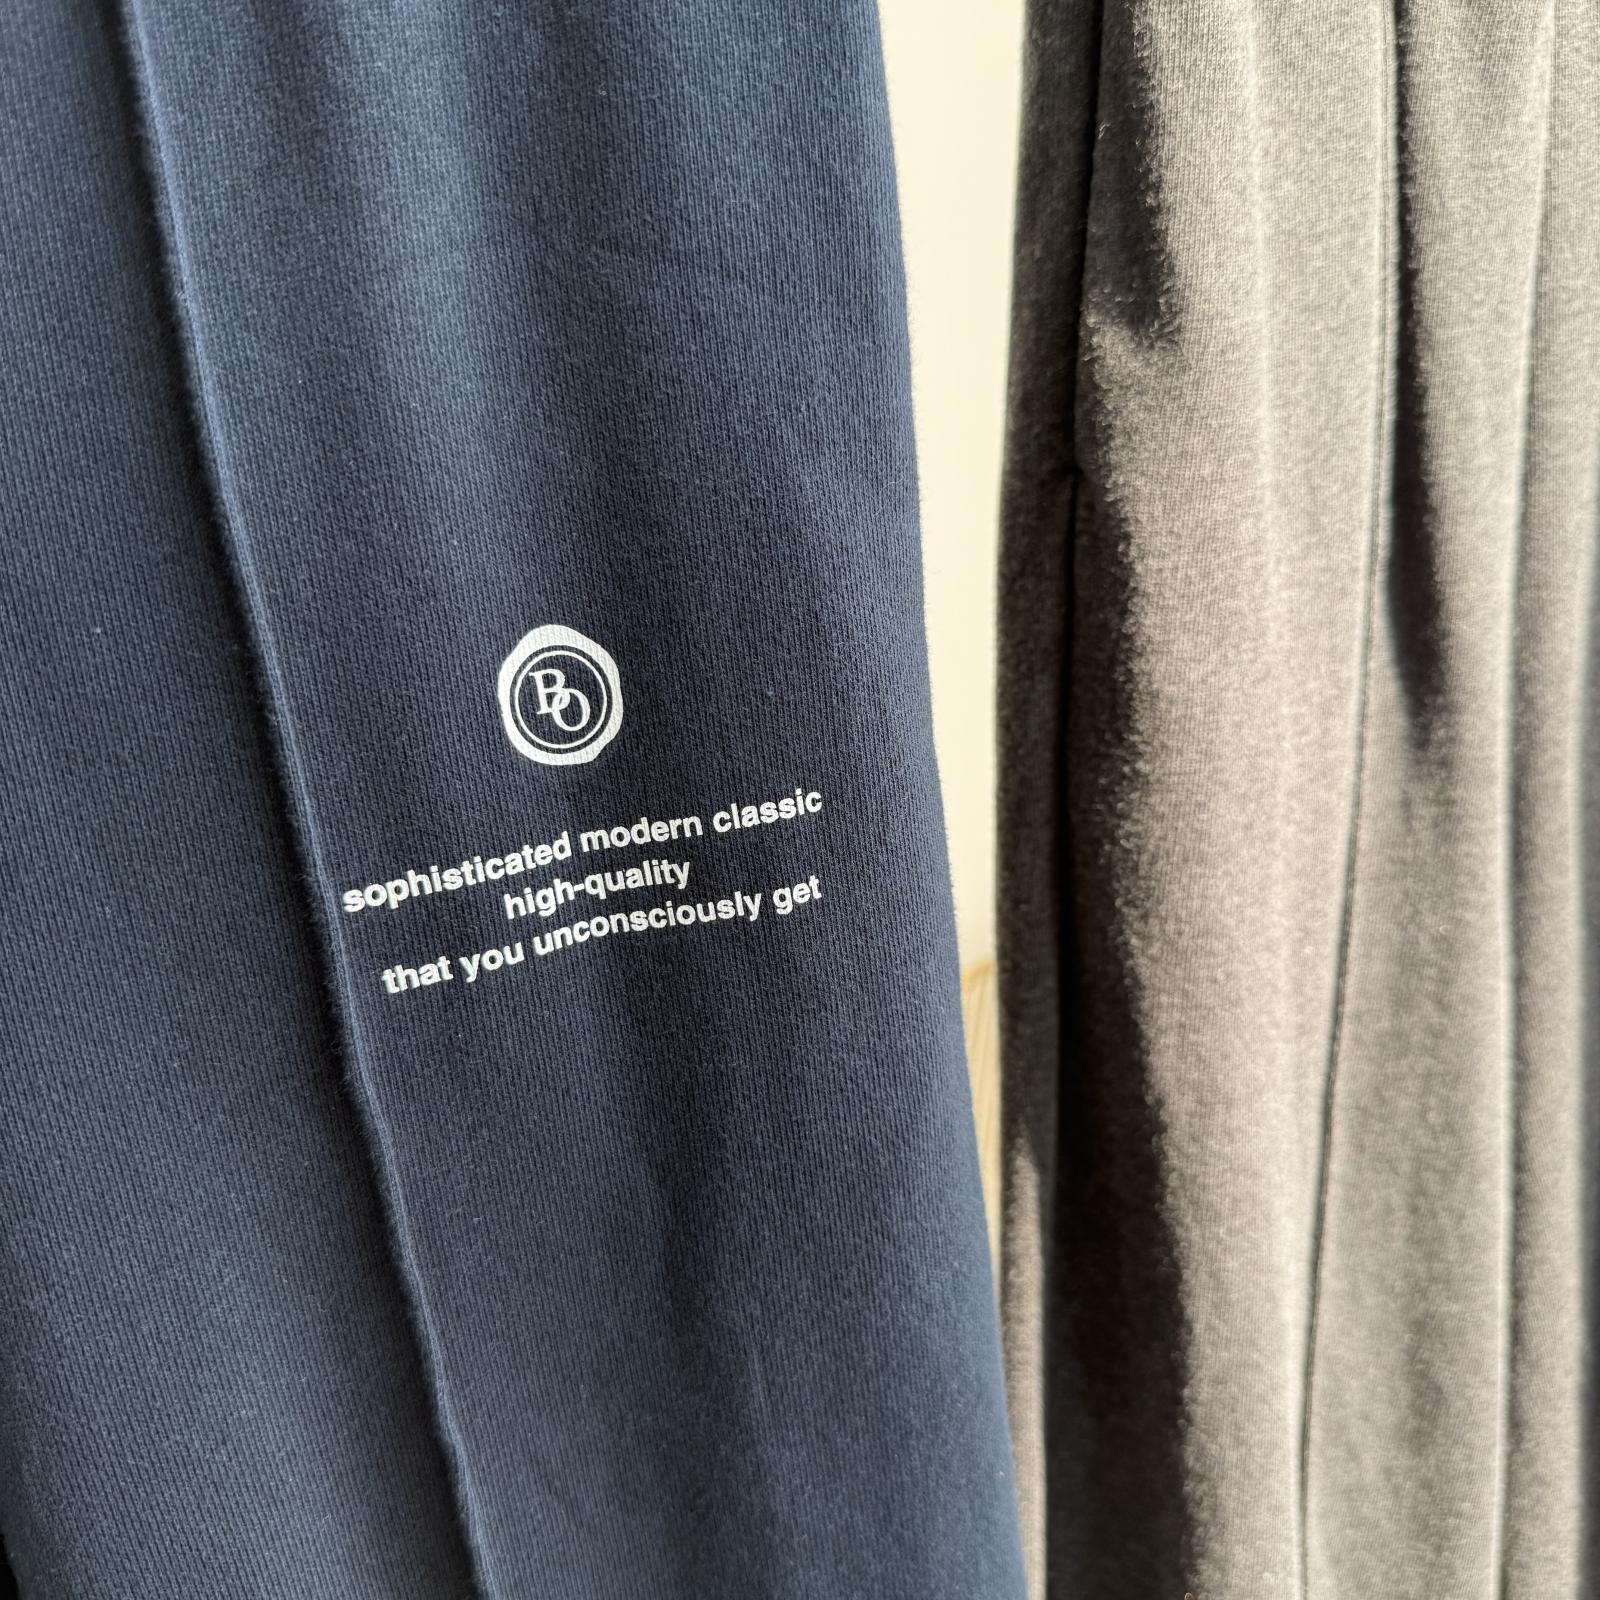 BO
sophisticated modern classic
high-quality
that you unconsciously get